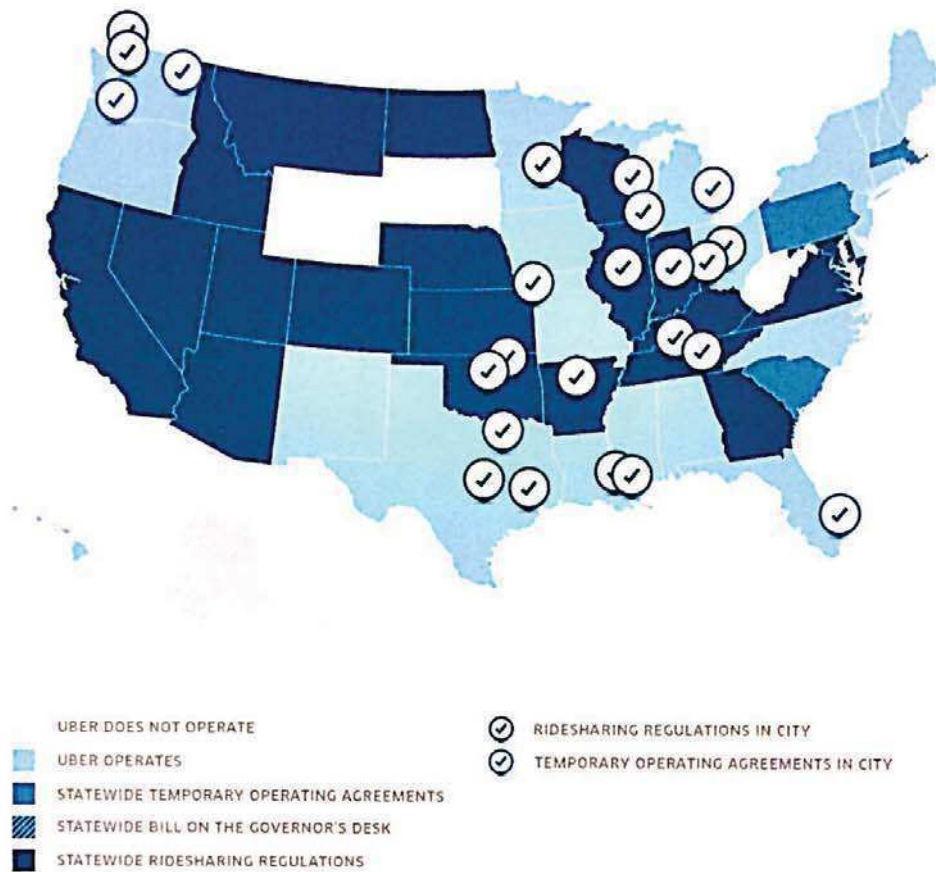 UBER DOES NOT OPERATE
UBER OPERATES
STATEWIDE TEMPORARY OPERATING AGREEMENTS
STATEWIDE BILL ON THE GOVERNOR'S DESK
STATEWIDE RIDESHARING REGULATIONS
RIDESHARING REGULATIONS IN CITY
TEMPORARY OPERATING AGREEMENTS IN CITY